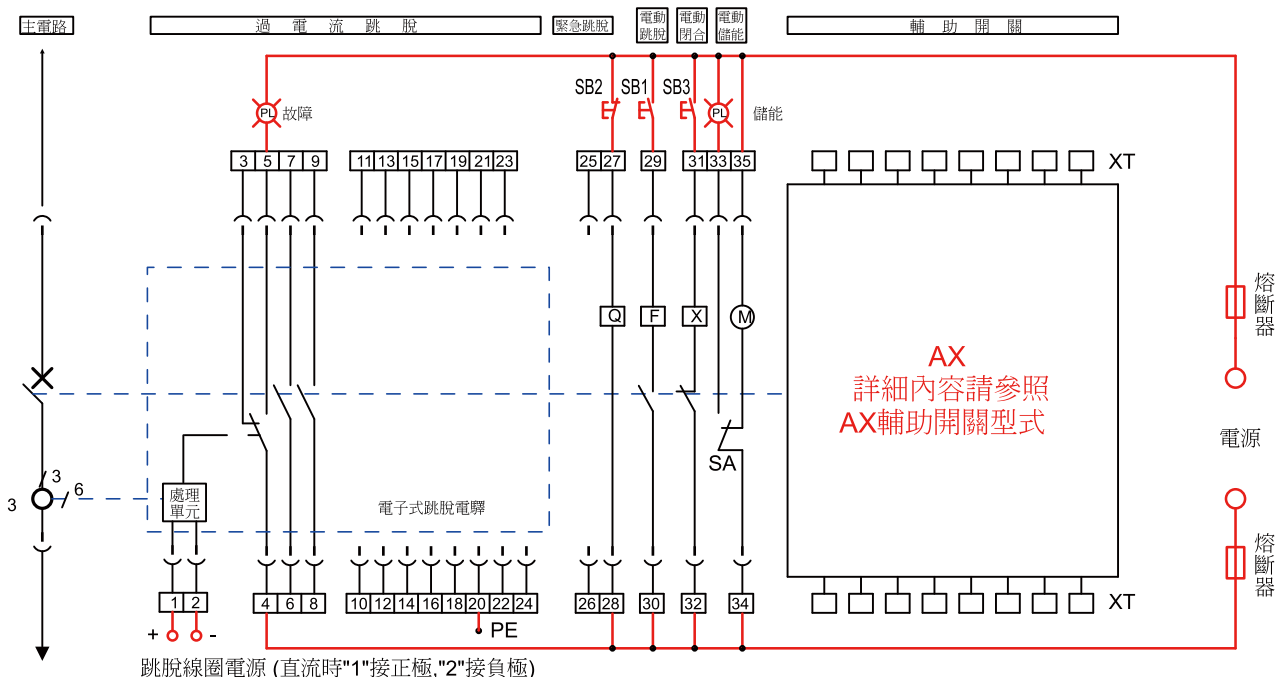 主電路
過電流跳脫
緊急跳脫
電動
跳脫
電動
閉合
電動
儲能
輔助開關
SB2
SB1
SB3
PL
故障
PL
儲能
3 5 7 9
11 13 15 17 19 21 23
25 27
29
31 33 35
XT
Q
F
X
M
熔
斷
器
AX
詳細內容請參照
AX輔助開關型式
電源
SA
3
3
6
處理
單元
電子式跳脫電驛
熔
斷
器
1 2
4 6 8
10 12 14 16 18 20 22 24
26 28
30
32
34
XT
+
-
PE
跳脫線圈電源 (直流時"1"接正極,"2"接負極)